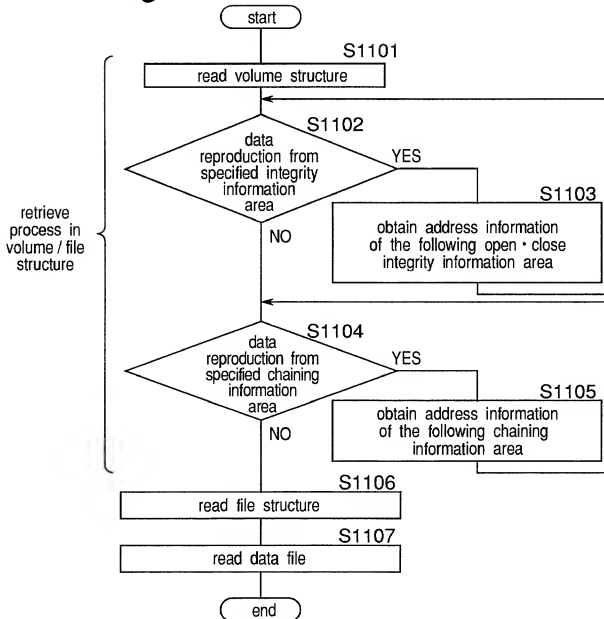 start
S1101
read volume structure
S1102
data
reproduction from
specified integrity
information
area
YES
NO
S1103
obtain address information
of the following open・close
integrity information area
retrieve
process in
volume / file
structure
S1104
data
reproduction from
specified chaining
information
area
YES
NO
S1105
obtain address information
of the following chaining
information area
S1106
read file structure
S1107
read data file
end